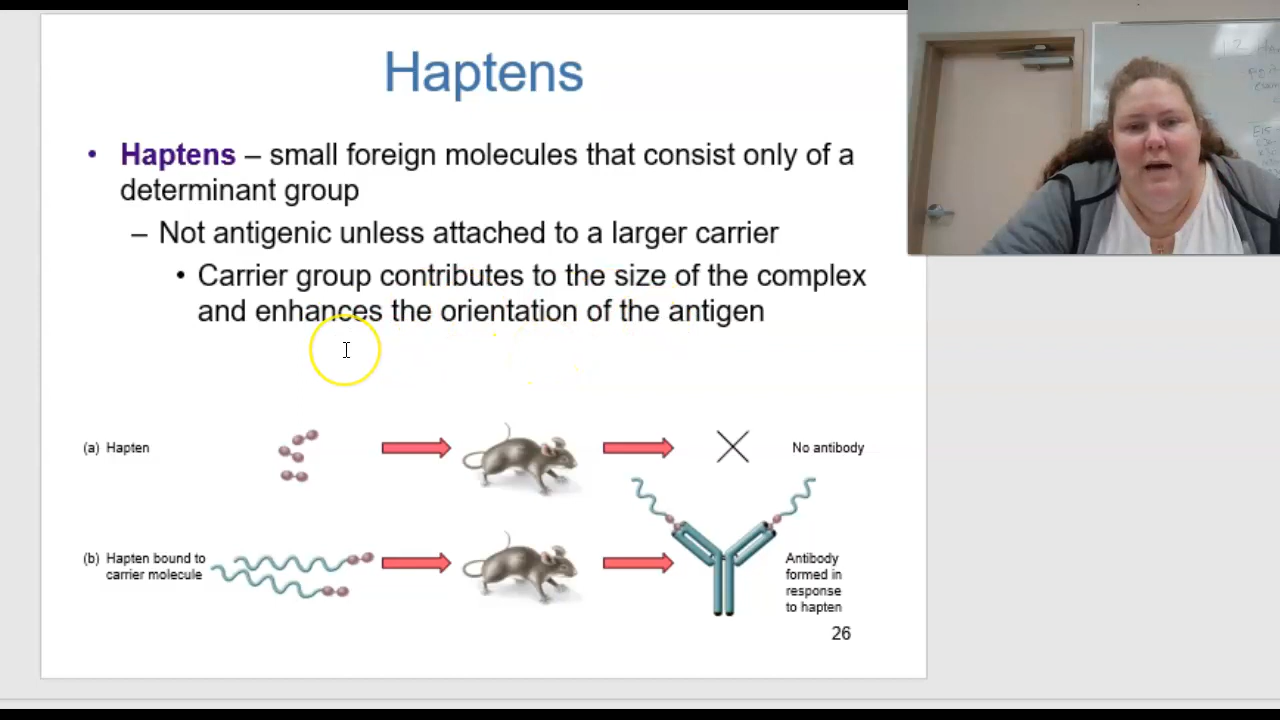 Haptens
• Haptens – small foreign molecules that consist only of a
determinant group
– Not antigenic unless attached to a larger carrier
• Carrier group contributes to the size of the complex
and enhances the orientation of the antigen
(a) Hapten
No antibody
(b) Hapten bound to
carrier molecule
Antibody
formed in
response
to hapten
26